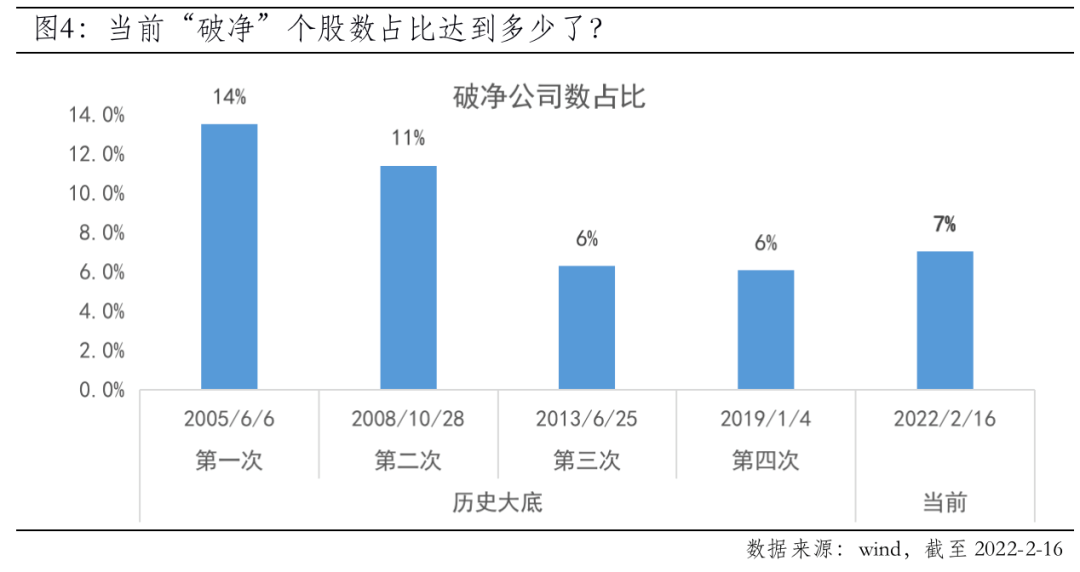 图4：当前“破净”个股数占比达到多少了？
破净公司数占比
14.0%
12.0%
10.0%
8.0%
6.0%
4.0%
2.0%
0.0%
14%
11%
6%
6%
7%
2005/6/6 2008/10/28 2013/6/25 2019/1/4 2022/2/16
第一次 第二次 第三次 第四次
历史大底 当前
数据来源：wind，截至 2022-2-16